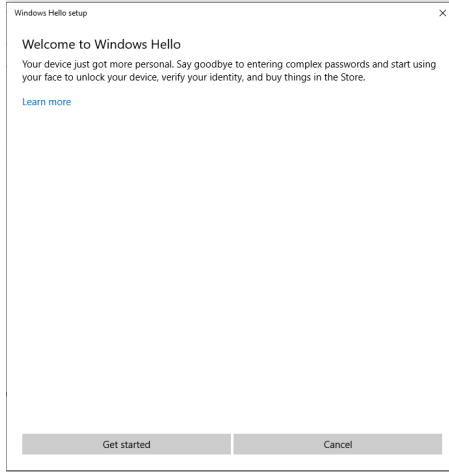 Windows Hello setup
Welcome to Windows Hello
Your device just got more personal. Say goodbye to entering complex passwords and start using
your face to unlock your device, verify your identity, and buy things in the Store.
Learn more
Get started
Cancel